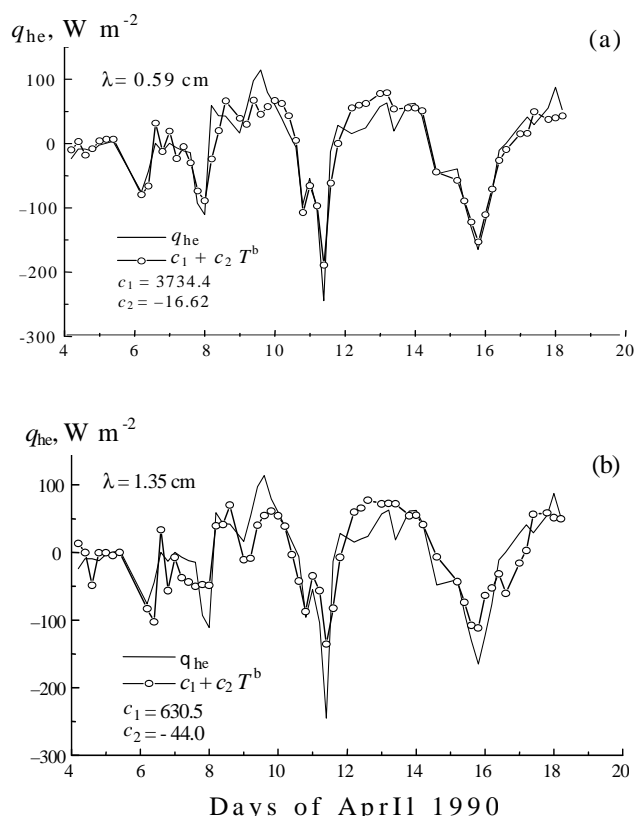 q_he, W m^-2
(a)
λ = 0.59 cm
100
0
−100
−200
−300
q_he
c_1 + c_2 T^b
c_1 = 3734.4
c_2 = −16.62
4 6 8 10 12 14 16 18 20
q_he, W m^-2
(b)
λ = 1.35 cm
100
0
−100
−200
−300
q_he
c_1 + c_2 T^b
c_1 = 630.5
c_2 = - 44.0
4 6 8 10 12 14 16 18 20
Days of AprIl 1990